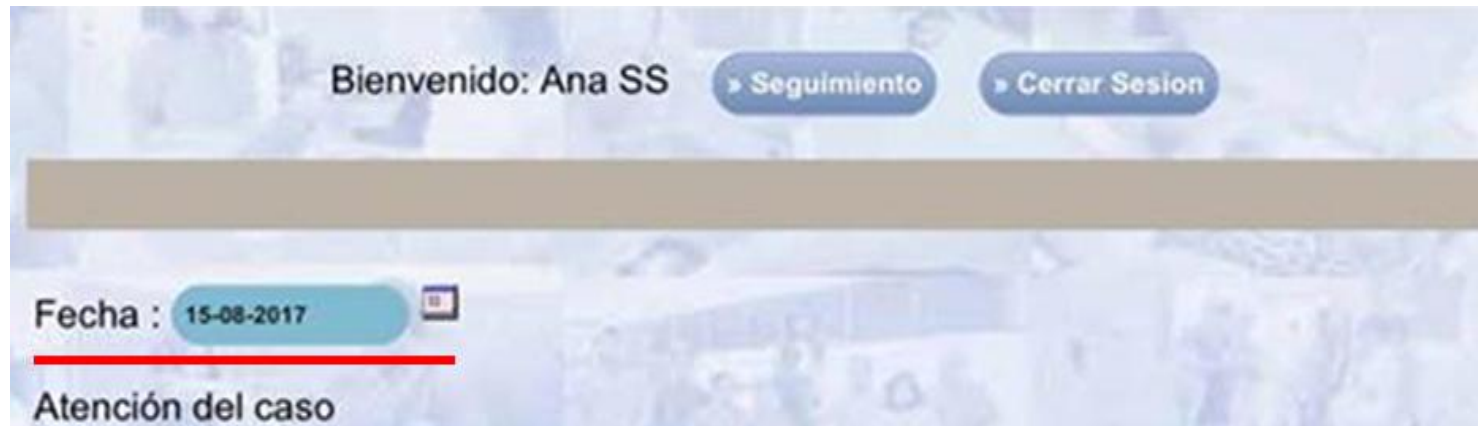 Bienvenido: Ana SS » Seguimiento » Cerrar Sesion
Fecha : 15-08-2017
Atención del caso